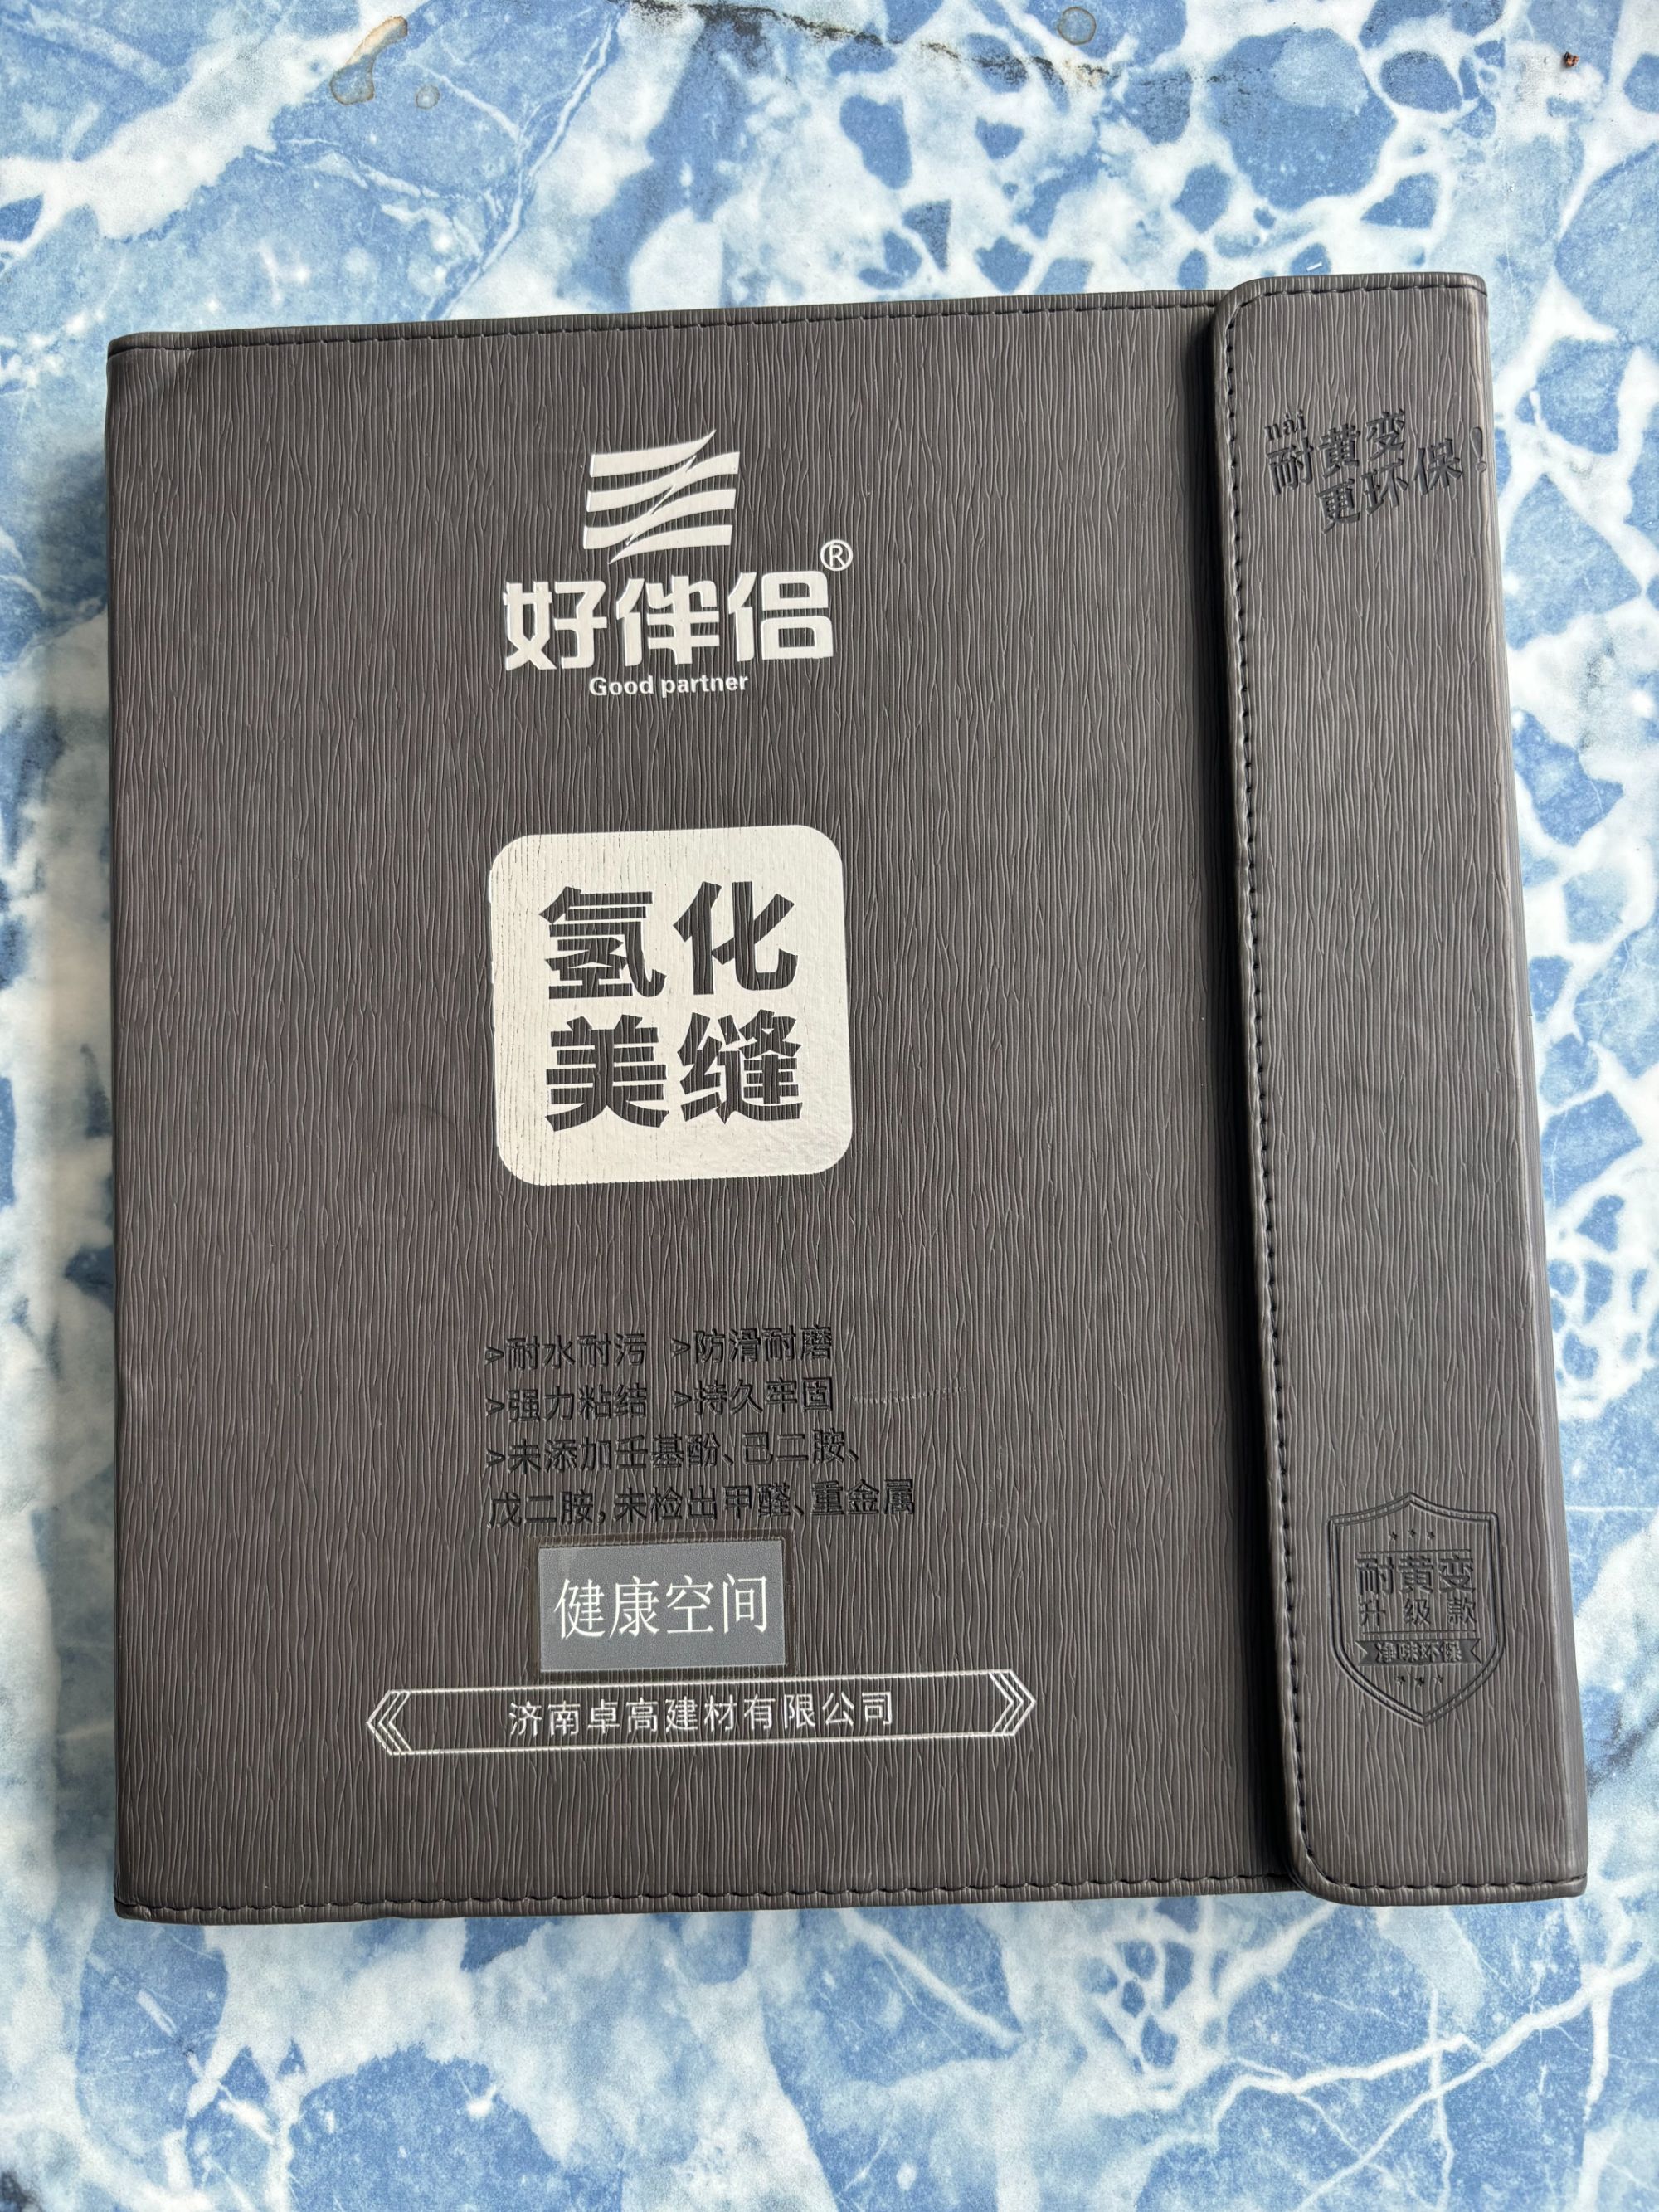 好伴侣®
Good partner
氢化
美缝
>耐水耐污 >防滑耐磨
>强力粘结 >持久牢固
>未添加壬基酚、己二胺、
戊二胺,未检出甲醛、重金属
健康空间
济南卓高建材有限公司
nai
耐黄变
更环保!
耐黄变
升级款
净味环保